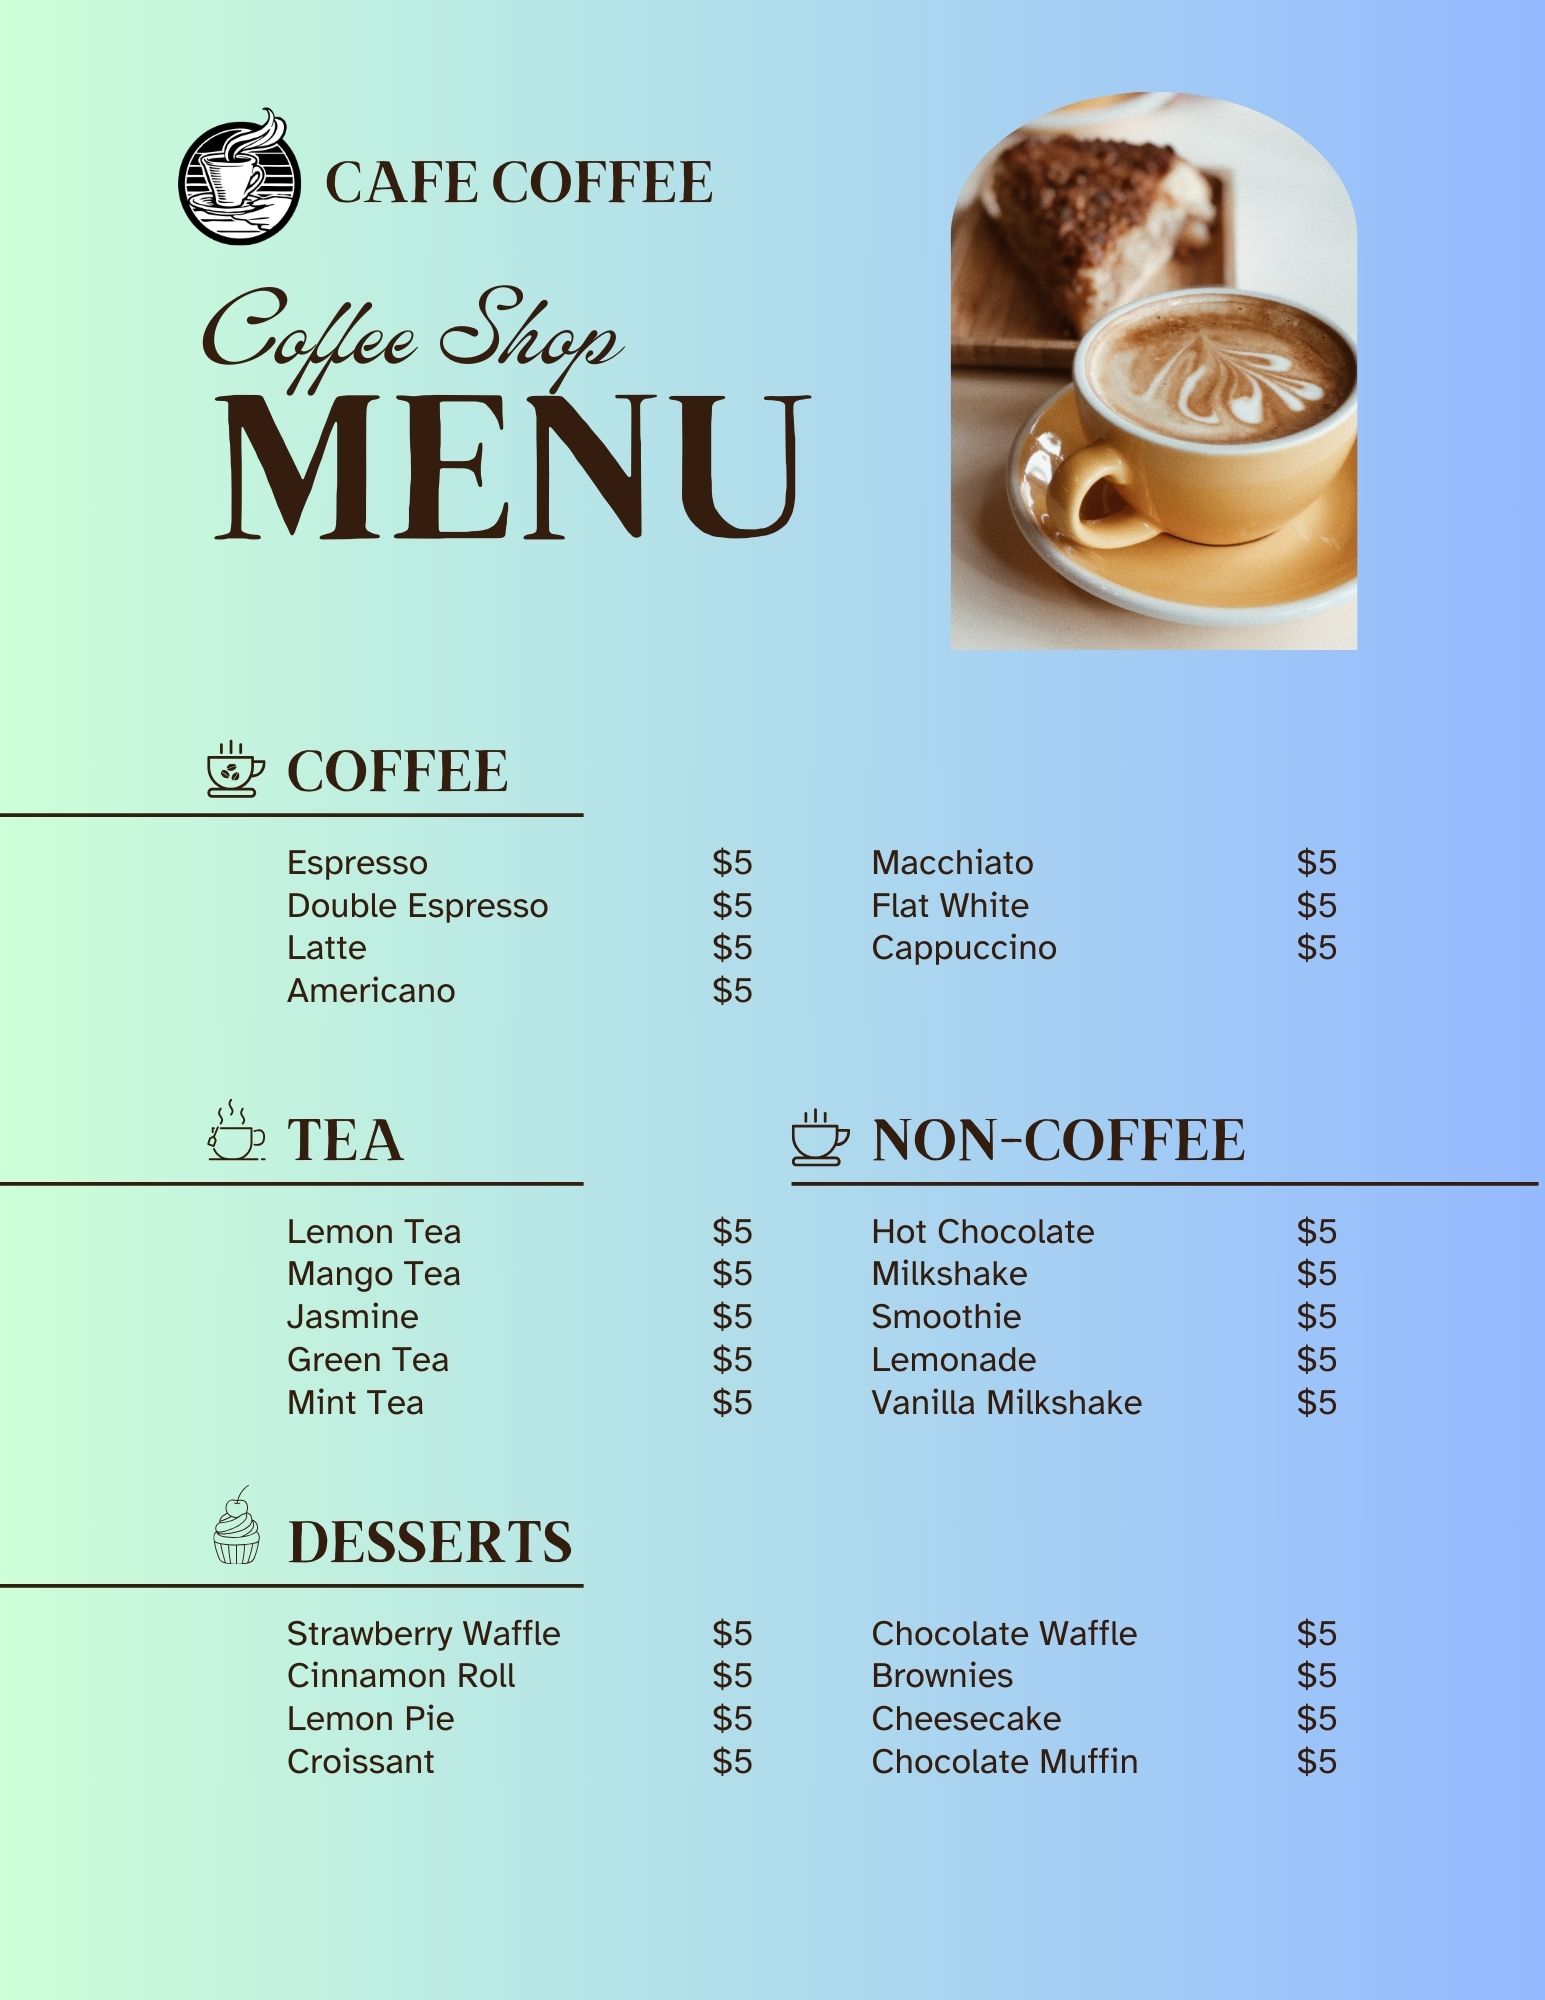 CAFE COFFEE
Coffee Shop
MENU
COFFEE
Espresso $5
Double Espresso $5
Latte $5
Americano $5
Macchiato $5
Flat White $5
Cappuccino $5
TEA
Lemon Tea $5
Mango Tea $5
Jasmine $5
Green Tea $5
Mint Tea $5
NON-COFFEE
Hot Chocolate $5
Milkshake $5
Smoothie $5
Lemonade $5
Vanilla Milkshake $5
DESSERTS
Strawberry Waffle $5
Cinnamon Roll $5
Lemon Pie $5
Croissant $5
Chocolate Waffle $5
Brownies $5
Cheesecake $5
Chocolate Muffin $5